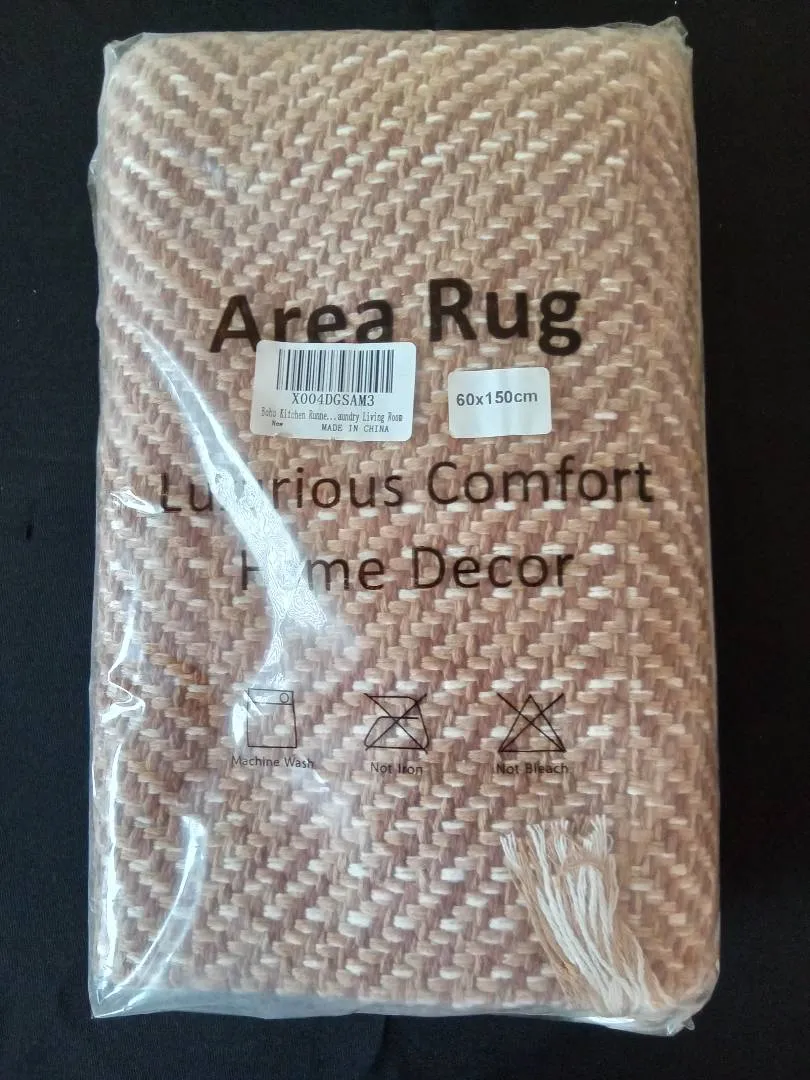 Area Rug
X004DGSAM3
Boho Kitchen Runne...aundry Living Room
New
MADE IN CHINA
60x150cm
Luxurious Comfort
Home Decor
Machine Wash
Not Iron
Not Bleach